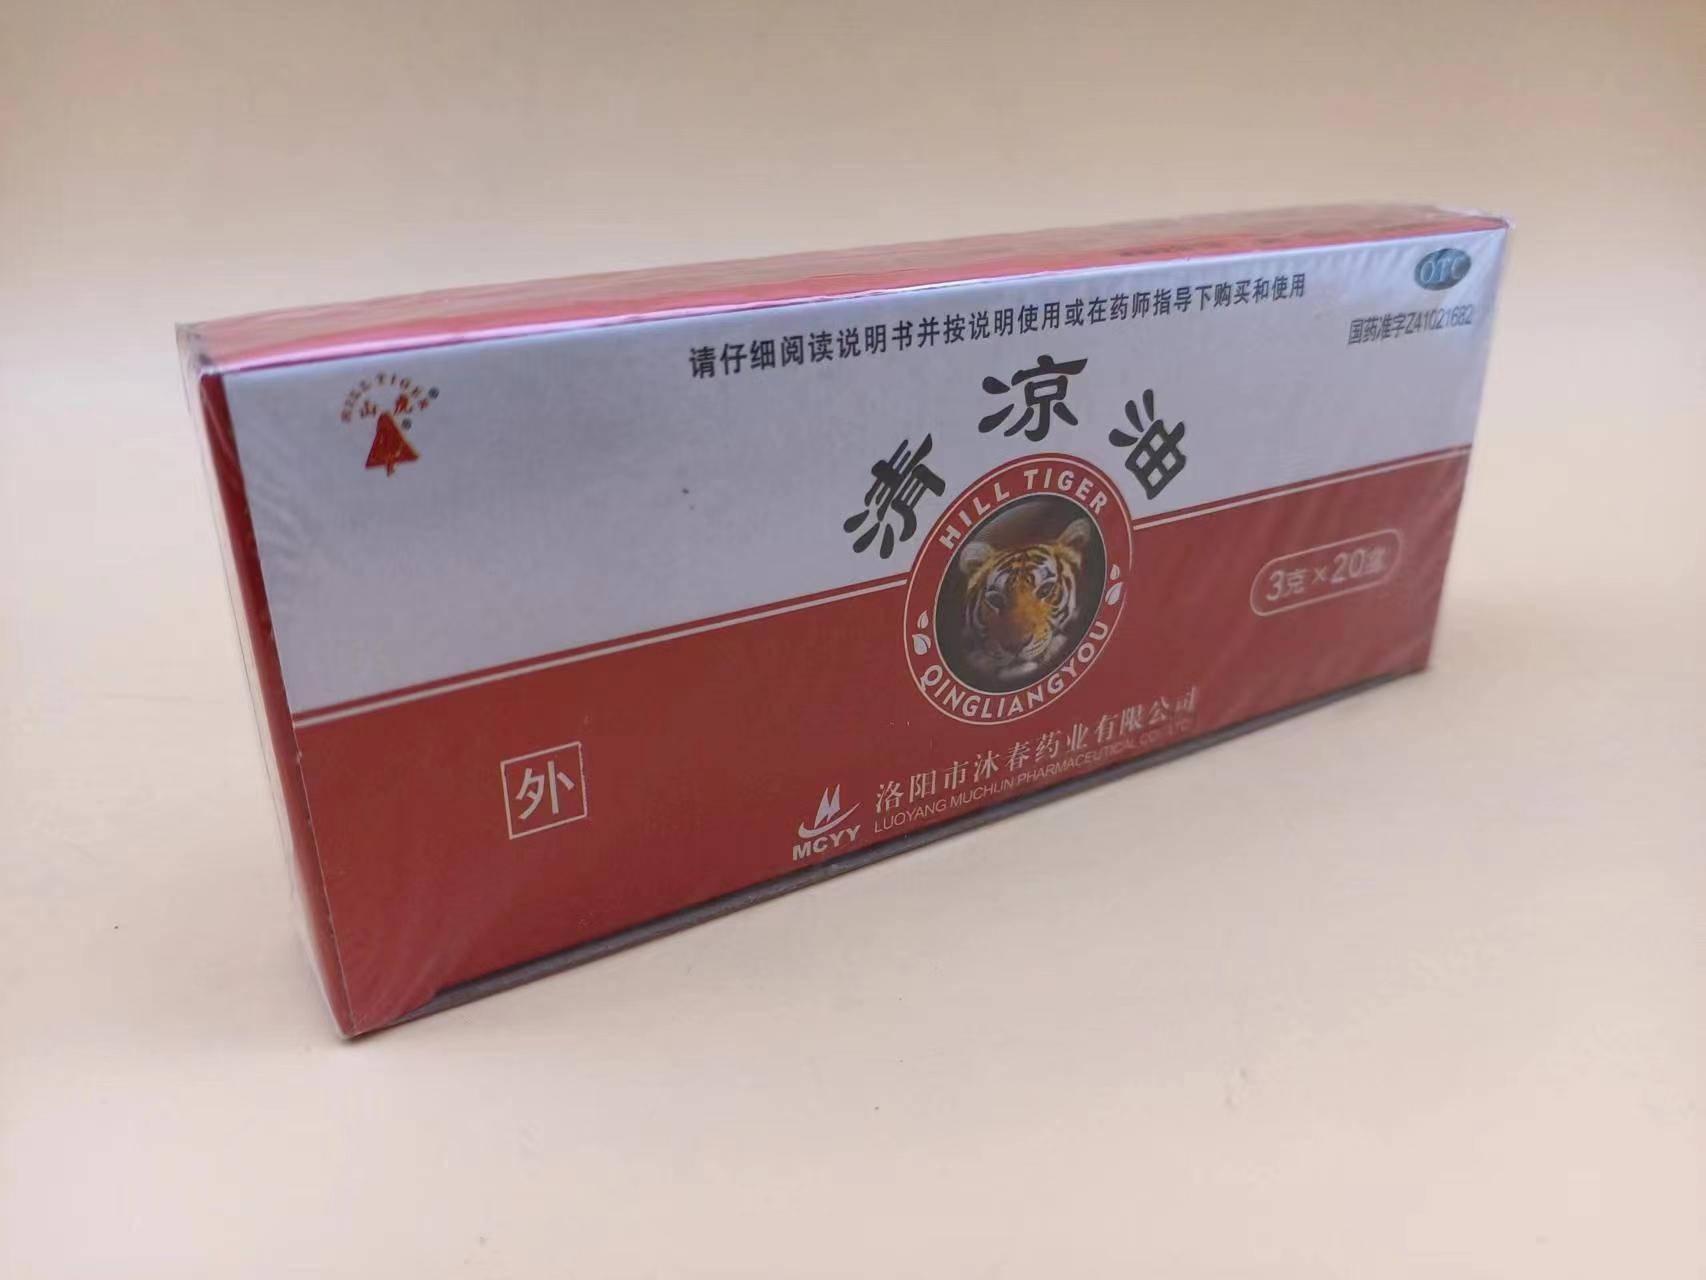 OTC
请仔细阅读说明书并按说明使用或在药师指导下购买和使用
国药准字Z41021682
HILL TIGER
山虎
清凉油
HILL TIGER
QINGLIANGYOU
3克×20盒
外
MCYY
洛阳市沐春药业有限公司
LUOYANG MUCHUN PHARMACEUTICAL CO., LTD